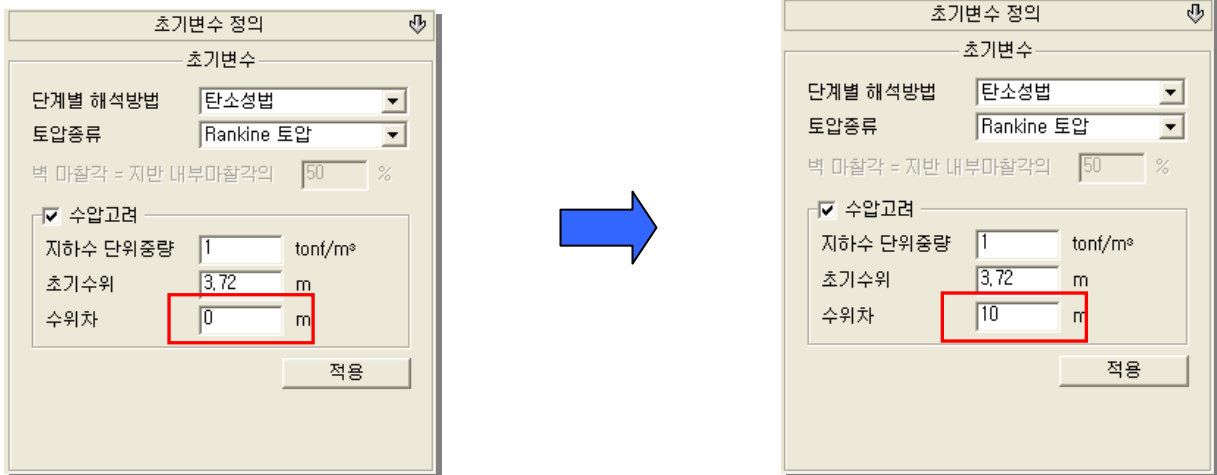 초기변수 정의
초기변수
단계별 해석방법 탄소성법
토압종류 Rankine 토압
벽 마찰각 = 지반 내부마찰각의 50 %
수압고려
지하수 단위중량 1 tonf/m³
초기수위 3.72 m
수위차 0 m
적용
초기변수 정의
초기변수
단계별 해석방법 탄소성법
토압종류 Rankine 토압
벽 마찰각 = 지반 내부마찰각의 50 %
수압고려
지하수 단위중량 1 tonf/m³
초기수위 3.72 m
수위차 10 m
적용